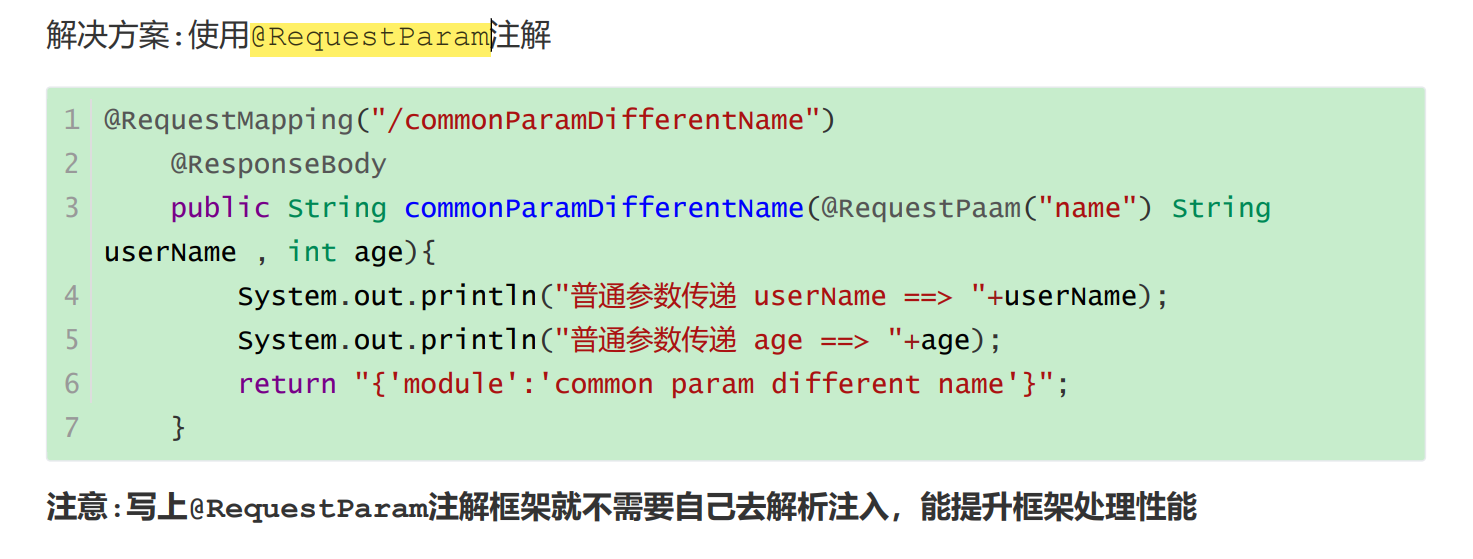 解决方案:使用@RequestParam注解
1 @RequestMapping("/commonParamDifferentName")
2     @ResponseBody
3     public String commonParamDifferentName(@RequestPaam("name") String
userName , int age){
4         System.out.println("普通参数传递 userName ==> "+userName);
5         System.out.println("普通参数传递 age ==> "+age);
6         return "{'module':'common param different name'}";
7     }
注意:写上@RequestParam注解框架就不需要自己去解析注入，能提升框架处理性能